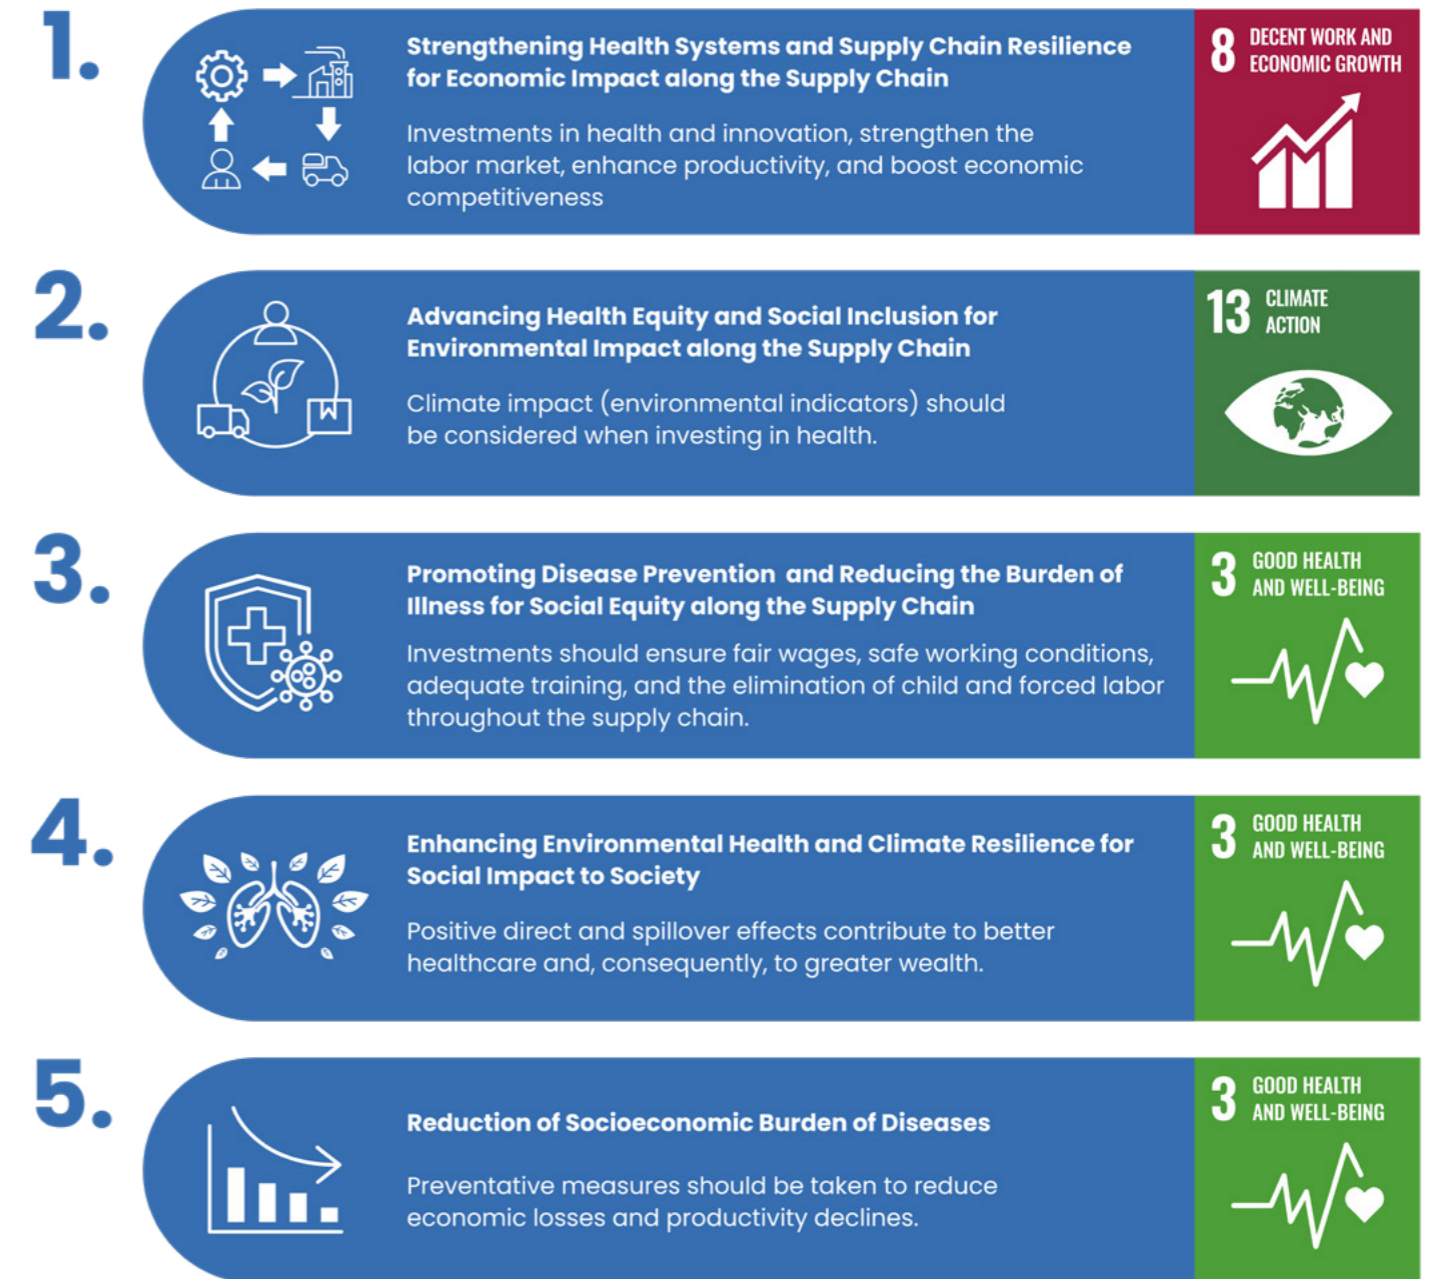 1.
Strengthening Health Systems and Supply Chain Resilience
for Economic Impact along the Supply Chain
Investments in health and innovation, strengthen the
labor market, enhance productivity, and boost economic
competitiveness
8 DECENT WORK AND
ECONOMIC GROWTH
2.
Advancing Health Equity and Social Inclusion for
Environmental Impact along the Supply Chain
Climate impact (environmental indicators) should
be considered when investing in health.
13 CLIMATE
ACTION
3.
Promoting Disease Prevention and Reducing the Burden of
Illness for Social Equity along the Supply Chain
Investments should ensure fair wages, safe working conditions,
adequate training, and the elimination of child and forced labor
throughout the supply chain.
3 GOOD HEALTH
AND WELL-BEING
4.
Enhancing Environmental Health and Climate Resilience for
Social Impact to Society
Positive direct and spillover effects contribute to better
healthcare and, consequently, to greater wealth.
3 GOOD HEALTH
AND WELL-BEING
5.
Reduction of Socioeconomic Burden of Diseases
Preventative measures should be taken to reduce
economic losses and productivity declines.
3 GOOD HEALTH
AND WELL-BEING